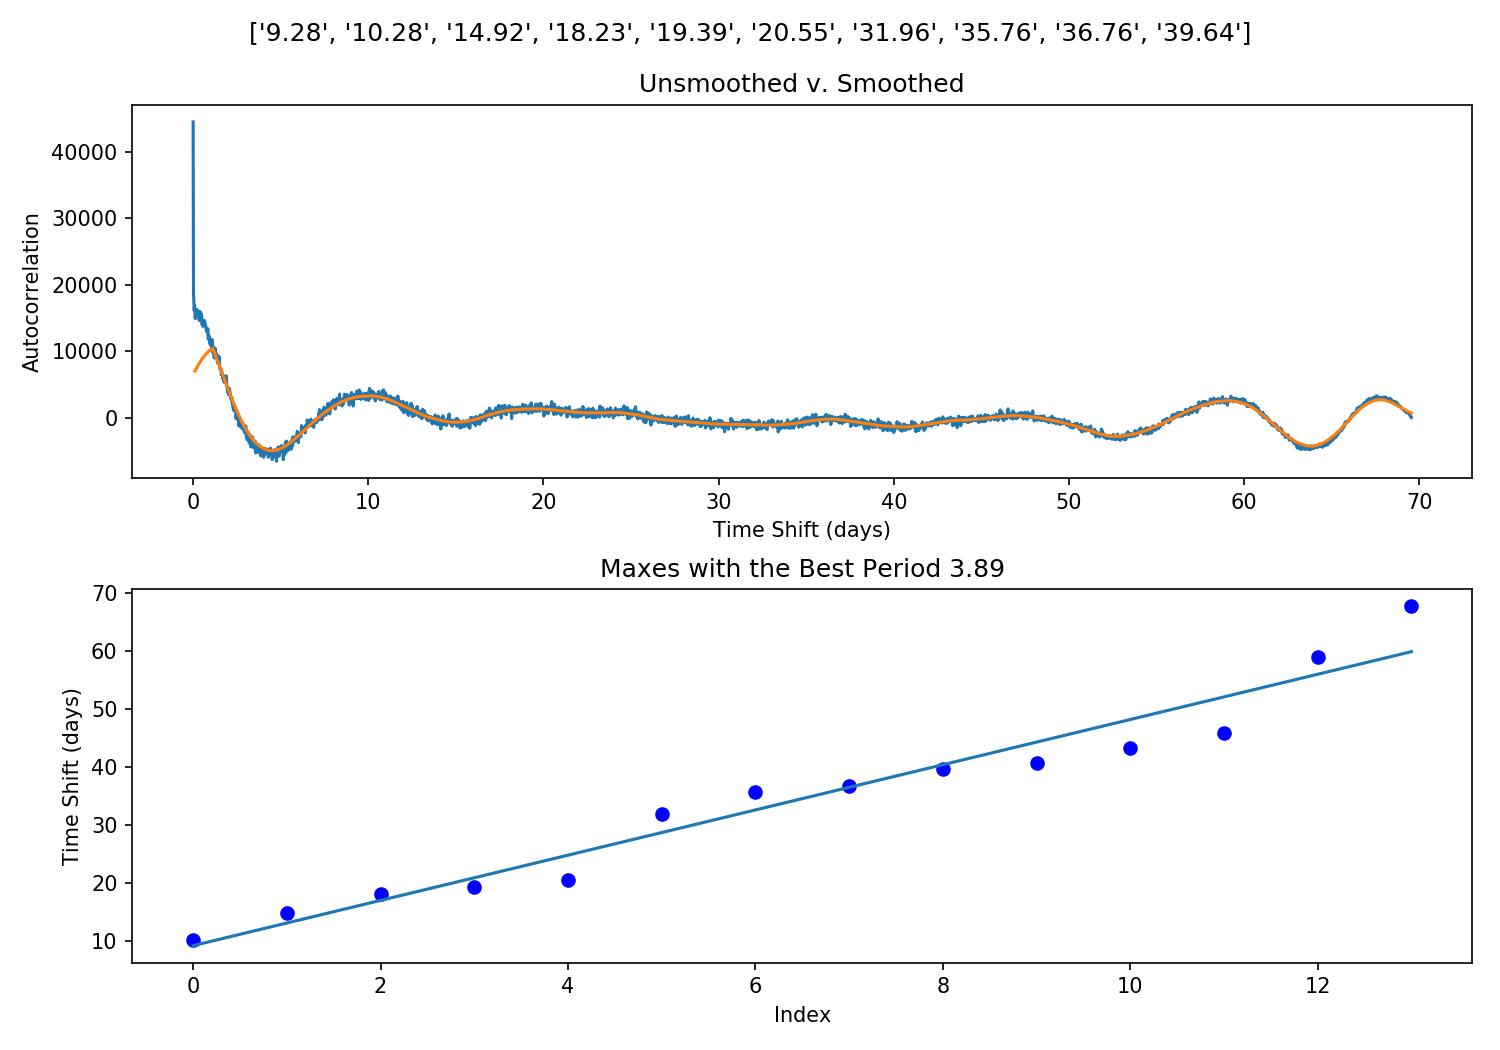 ['9.28', '10.28', '14.92', '18.23', '19.39', '20.55', '31.96', '35.76', '36.76', '39.64']
Unsmoothed v. Smoothed
40000
30000
20000
10000
0
Autocorrelation
0 10 20 30 40 50 60 70
Time Shift (days)
Maxes with the Best Period 3.89
70
60
50
40
30
20
10
Time Shift (days)
0 2 4 6 8 10 12
Index